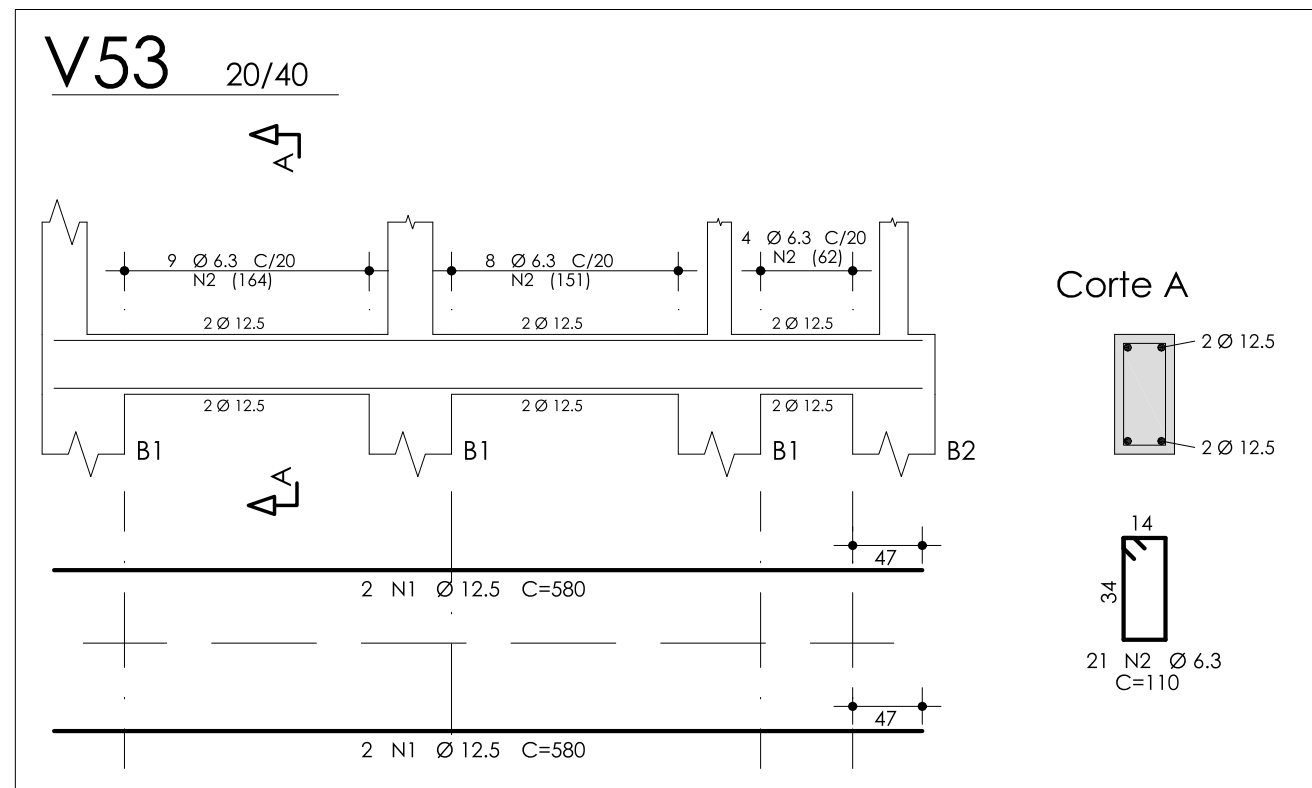 V53 20/40
A
9 Ø 6.3 C/20
N2 (164)
8 Ø 6.3 C/20
N2 (151)
4 Ø 6.3 C/20
N2 (62)
2 Ø 12.5
2 Ø 12.5
2 Ø 12.5
2 Ø 12.5
2 Ø 12.5
2 Ø 12.5
B1
B1
B1
B2
A
47
2 N1 Ø 12.5 C=580
47
2 N1 Ø 12.5 C=580
Corte A
2 Ø 12.5
2 Ø 12.5
14
34
21 N2 Ø 6.3
C=110